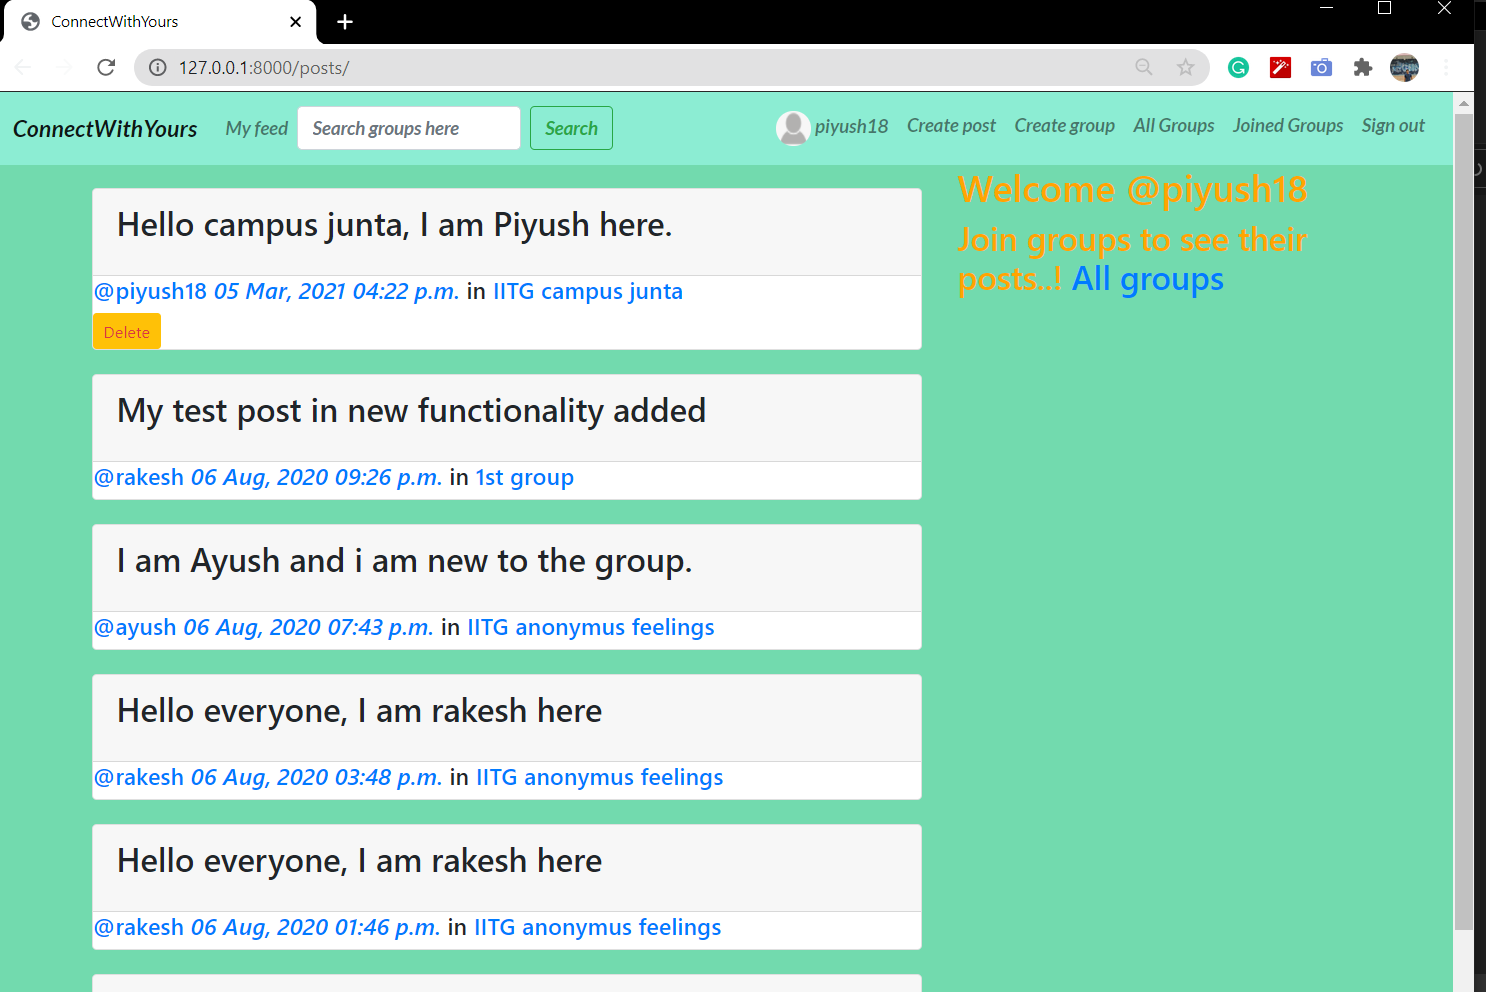 ConnectWithYours
127.0.0.1:8000/posts/
ConnectWithYours My feed Search groups here Search piyush18 Create post Create group All Groups Joined Groups Sign out
Welcome @piyush18
Join groups to see their
posts..! All groups
Hello campus junta, I am Piyush here.
@piyush18 05 Mar, 2021 04:22 p.m. in IITG campus junta
Delete
My test post in new functionality added
@rakesh 06 Aug, 2020 09:26 p.m. in 1st group
I am Ayush and i am new to the group.
@ayush 06 Aug, 2020 07:43 p.m. in IITG anonymus feelings
Hello everyone, I am rakesh here
@rakesh 06 Aug, 2020 03:48 p.m. in IITG anonymus feelings
Hello everyone, I am rakesh here
@rakesh 06 Aug, 2020 01:46 p.m. in IITG anonymus feelings